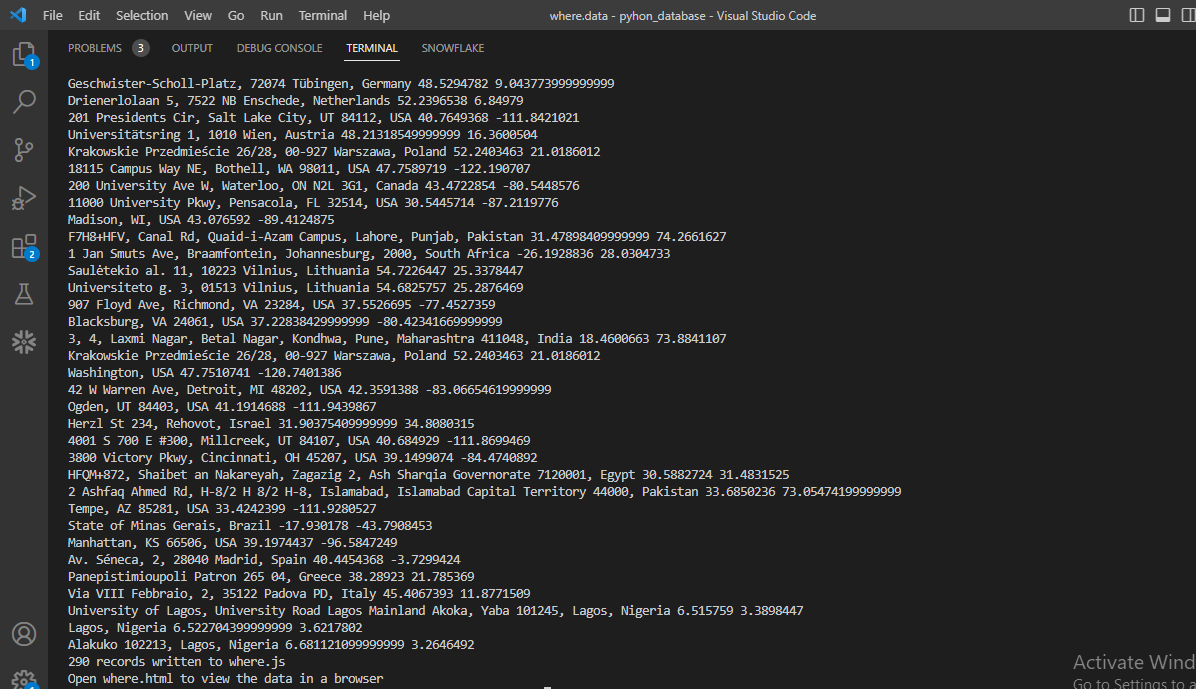 File Edit Selection View Go Run Terminal Help where.data - pyhon_database - Visual Studio Code
PROBLEMS 3 OUTPUT DEBUG CONSOLE TERMINAL SNOWFLAKE
1
2
Geschwister-Scholl-Platz, 72074 Tübingen, Germany 48.5294782 9.043773999999999
Drienerlolaan 5, 7522 NB Enschede, Netherlands 52.2396538 6.84979
201 Presidents Cir, Salt Lake City, UT 84112, USA 40.7649368 -111.8421021
Universitätsring 1, 1010 Wien, Austria 48.21318549999999 16.3600504
Krakowskie Przedmieście 26/28, 00-927 Warszawa, Poland 52.2403463 21.0186012
18115 Campus Way NE, Bothell, WA 98011, USA 47.7589719 -122.190707
200 University Ave W, Waterloo, ON N2L 3G1, Canada 43.4722854 -80.5448576
11000 University Pkwy, Pensacola, FL 32514, USA 30.5445714 -87.2119776
Madison, WI, USA 43.076592 -89.4124875
F7H8+HFV, Canal Rd, Quaid-i-Azam Campus, Lahore, Punjab, Pakistan 31.47898409999999 74.2661627
1 Jan Smuts Ave, Braamfontein, Johannesburg, 2000, South Africa -26.1928836 28.0304733
Saulėtekio al. 11, 10223 Vilnius, Lithuania 54.7226447 25.3378447
Universiteto g. 3, 01513 Vilnius, Lithuania 54.6825757 25.2876469
907 Floyd Ave, Richmond, VA 23284, USA 37.5526695 -77.4527359
Blacksburg, VA 24061, USA 37.22838429999999 -80.42341669999999
3, 4, Laxmi Nagar, Betal Nagar, Kondhwa, Pune, Maharashtra 411048, India 18.4600663 73.8841107
Krakowskie Przedmieście 26/28, 00-927 Warszawa, Poland 52.2403463 21.0186012
Washington, USA 47.7510741 -120.7401386
42 W Warren Ave, Detroit, MI 48202, USA 42.3591388 -83.06654619999999
Ogden, UT 84403, USA 41.1914688 -111.9439867
Herzl St 234, Rehovot, Israel 31.90375409999999 34.8080315
4001 S 700 E #300, Millcreek, UT 84107, USA 40.684929 -111.8699469
3800 Victory Pkwy, Cincinnati, OH 45207, USA 39.1499074 -84.4740892
HFQM+872, Shaibet an Nakareyah, Zagazig 2, Ash Sharqia Governorate 7120001, Egypt 30.5882724 31.4831525
2 Ashfaq Ahmed Rd, H-8/2 H 8/2 H-8, Islamabad, Islamabad Capital Territory 44000, Pakistan 33.6850236 73.05474199999999
Tempe, AZ 85281, USA 33.4242399 -111.9280527
State of Minas Gerais, Brazil -17.930178 -43.7908453
Manhattan, KS 66506, USA 39.1974437 -96.5847249
Av. Séneca, 2, 28040 Madrid, Spain 40.4454368 -3.7299424
Panepistimioupoli Patron 265 04, Greece 38.28923 21.785369
Via VIII Febbraio, 2, 35122 Padova PD, Italy 45.4067393 11.8771509
University of Lagos, University Road Lagos Mainland Akoka, Yaba 101245, Lagos, Nigeria 6.515759 3.3898447
Lagos, Nigeria 6.522704399999999 3.6217802
Alakuko 102213, Lagos, Nigeria 6.681121099999999 3.2646492
290 records written to where.js
Open where.html to view the data in a browser
Activate Wind
Go to Settings to a